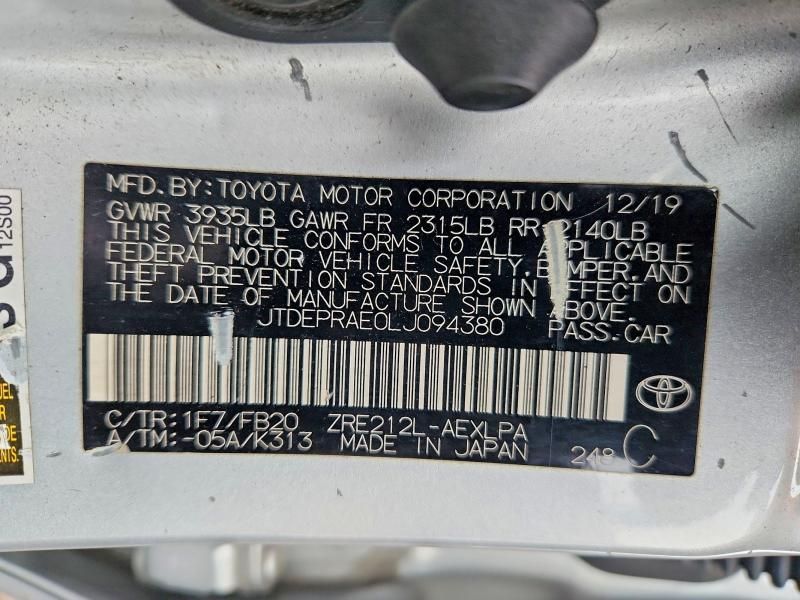 MFD. BY: TOYOTA MOTOR CORPORATION 12/19
GVWR 3935LB GAWR FR 2315LB RR 2140LB
THIS VEHICLE CONFORMS TO ALL APPLICABLE
FEDERAL MOTOR VEHICLE SAFETY, BUMPER, AND
THEFT PREVENTION STANDARDS IN EFFECT ON
THE DATE OF MANUFACTURE SHOWN ABOVE.
JTDEPRAE0LJ094380 PASS. CAR
C/TR: 1F7/FB20 ZRE212L-AEXLPA
A/TM: -05A/K313 MADE IN JAPAN 248 C
12S00